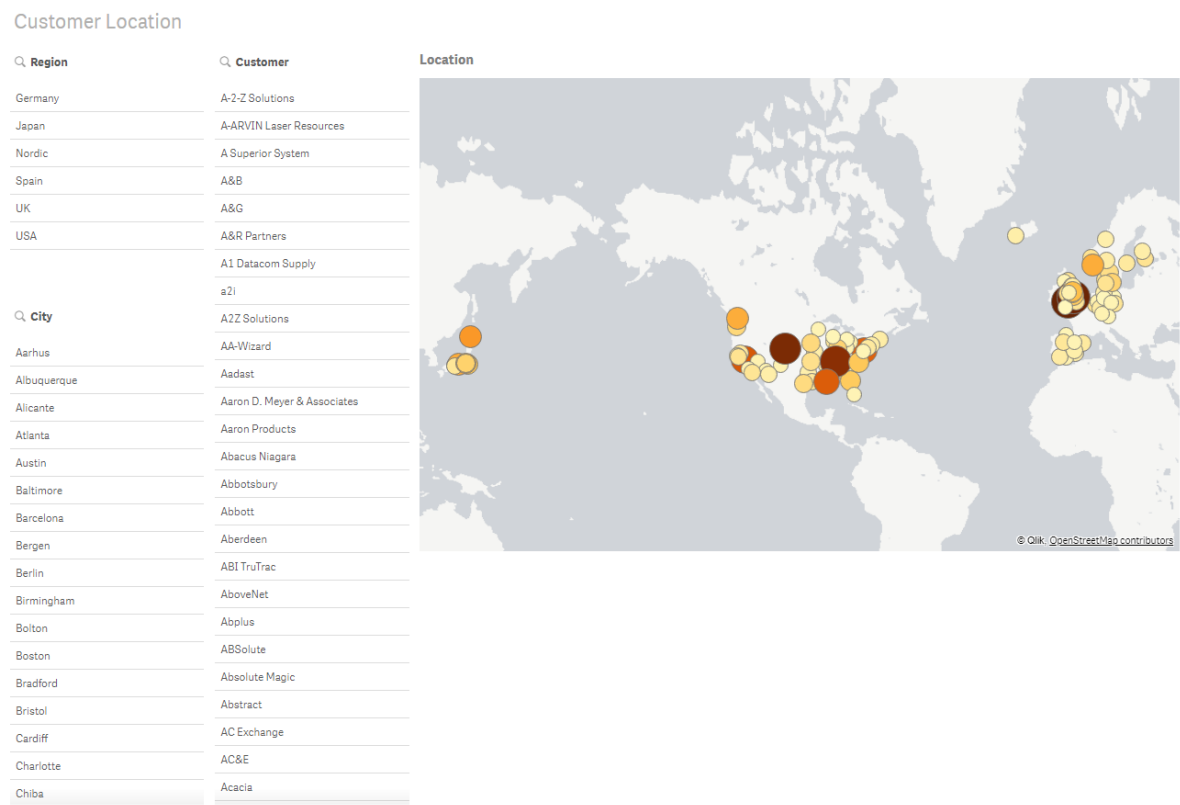 Customer Location
Region
Germany
Japan
Nordic
Spain
UK
USA
City
Aarhus
Albuquerque
Alicante
Atlanta
Austin
Baltimore
Barcelona
Bergen
Berlin
Birmingham
Bolton
Boston
Bradford
Bristol
Cardiff
Charlotte
Chiba
Customer
A-2-Z Solutions
A-ARVIN Laser Resources
A Superior System
A&B
A&G
A&R Partners
A1 Datacom Supply
a2i
A2Z Solutions
AA-Wizard
Aadast
Aaron D. Meyer & Associates
Aaron Products
Abacus Niagara
Abbotsbury
Abbott
Aberdeen
ABI TruTrac
AboveNet
Abplus
ABSolute
Absolute Magic
Abstract
AC Exchange
AC&E
Acacia
Location
© Qlik, OpenStreetMap contributors